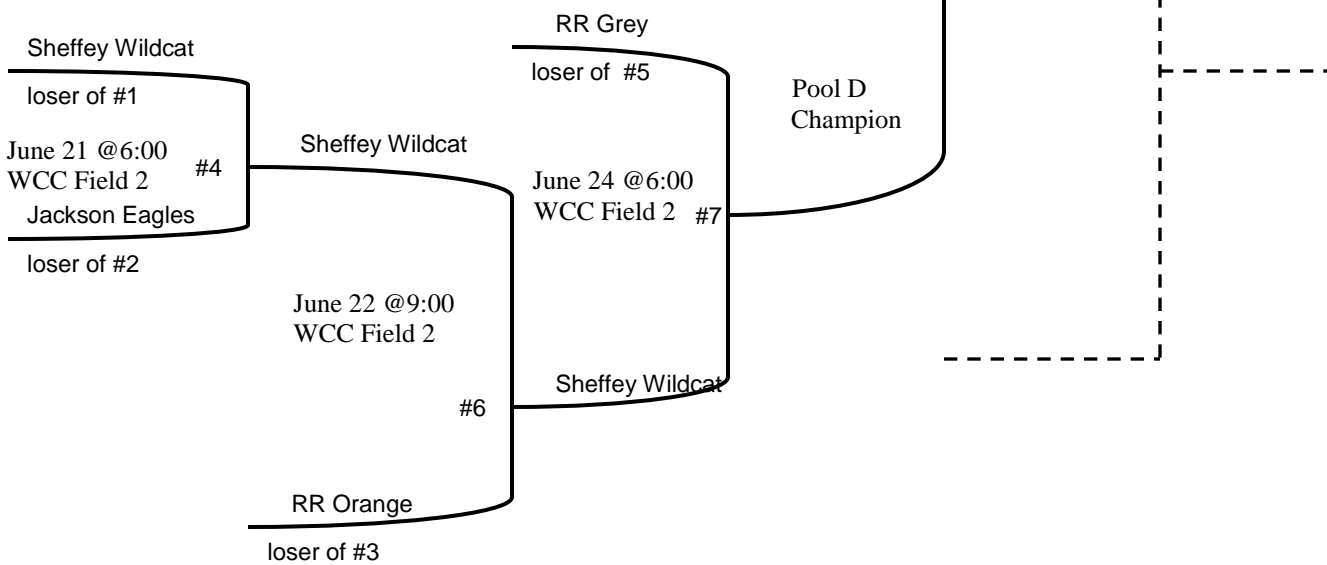 RR Grey
Sheffey Wildcat
loser of #5
loser of #1
Pool D
Champion
June 21 @6:00
WCC Field 2
#4
Sheffey Wildcat
June 24 @6:00
WCC Field 2
#7
Jackson Eagles
loser of #2
June 22 @9:00
WCC Field 2
Sheffey Wildcat
#6
RR Orange
loser of #3